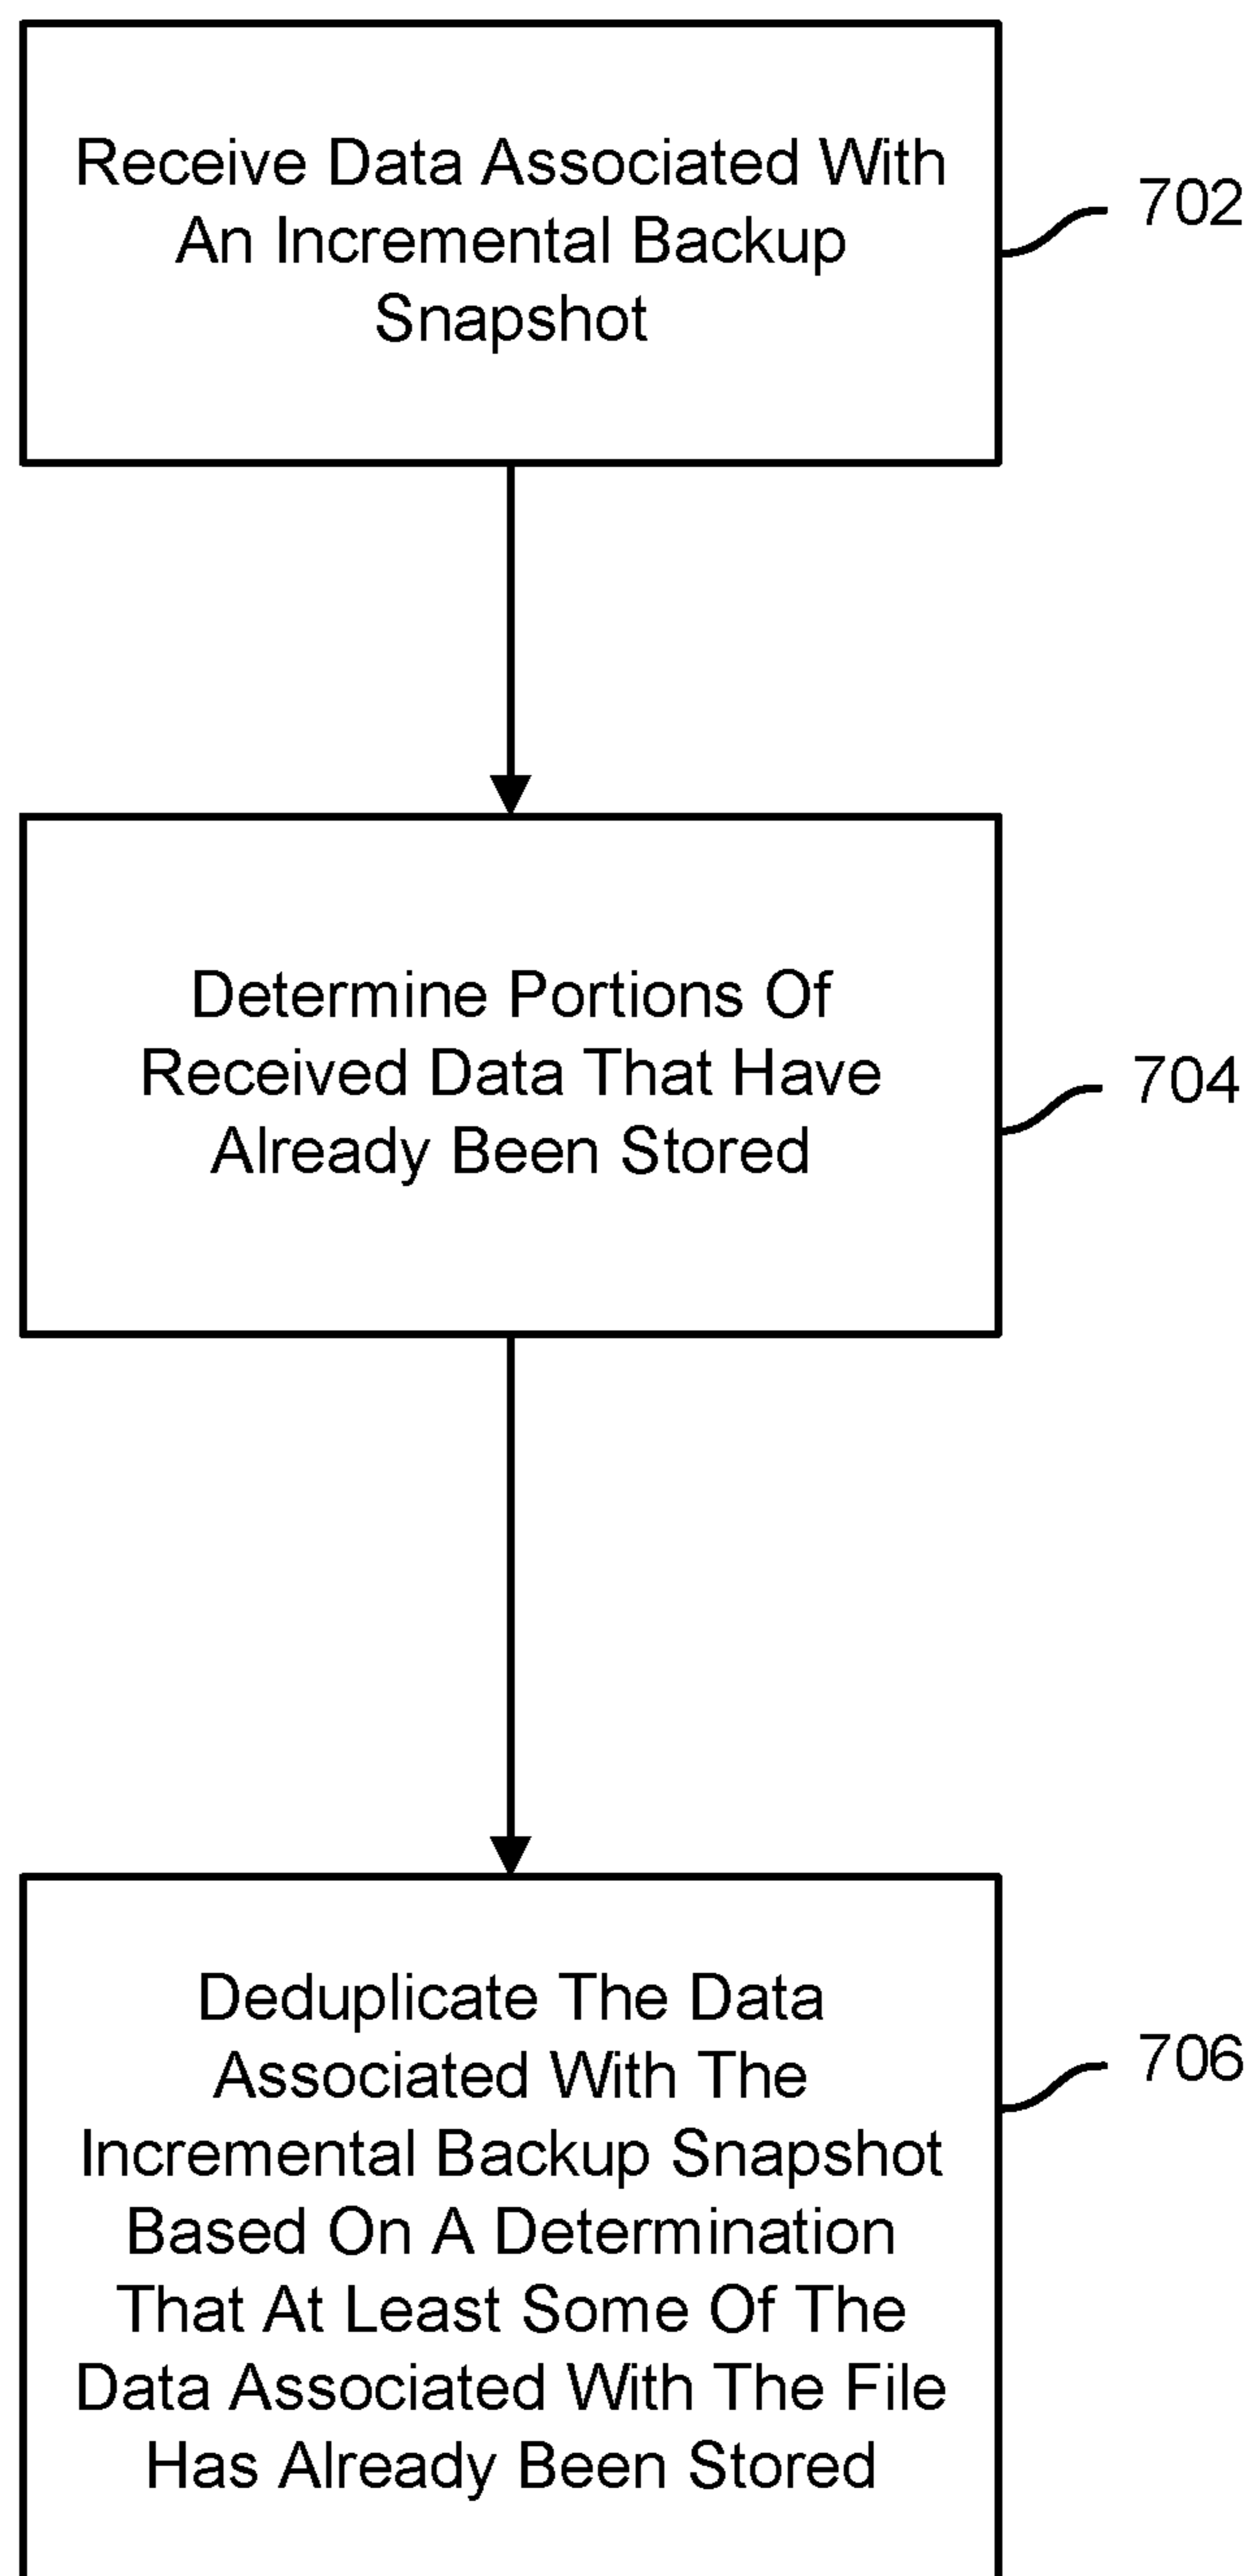 Receive Data Associated With
An Incremental Backup
Snapshot
702
Determine Portions Of
Received Data That Have
Already Been Stored
704
Deduplicate The Data
Associated With The
Incremental Backup Snapshot
Based On A Determination
That At Least Some Of The
Data Associated With The File
Has Already Been Stored
706